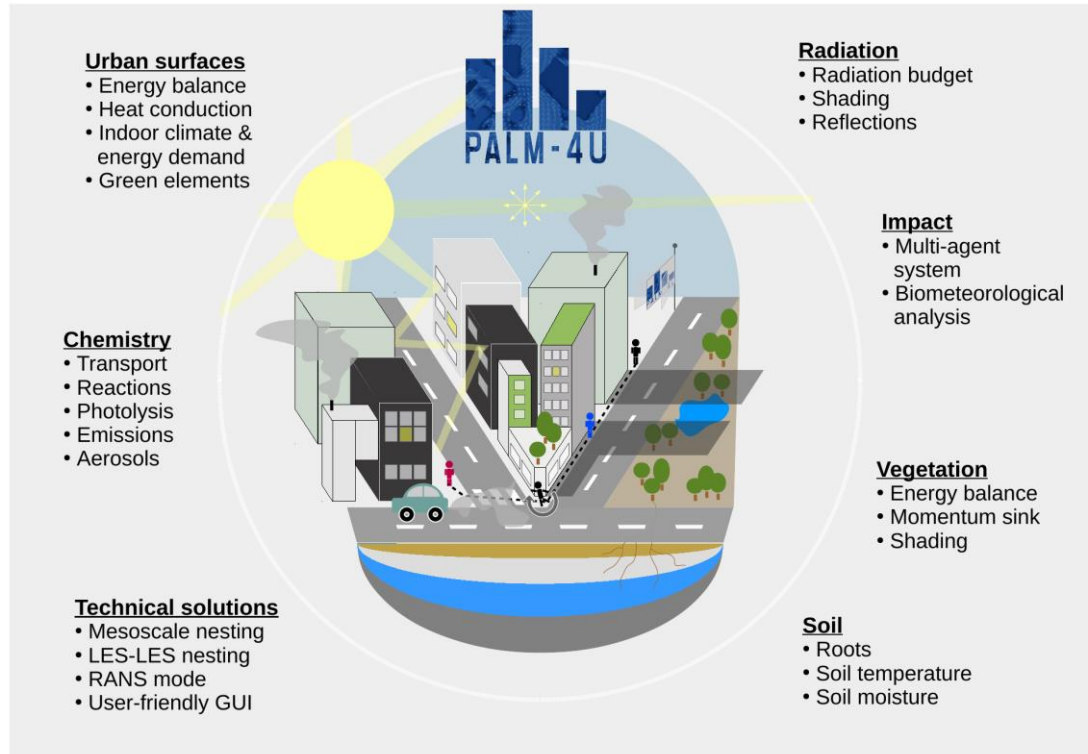 Urban surfaces
• Energy balance
• Heat conduction
• Indoor climate &
energy demand
• Green elements
PALM-4U
Radiation
• Radiation budget
• Shading
• Reflections
Impact
• Multi-agent
system
• Biometeorological
analysis
Chemistry
• Transport
• Reactions
• Photolysis
• Emissions
• Aerosols
Vegetation
• Energy balance
• Momentum sink
• Shading
Technical solutions
• Mesoscale nesting
• LES-LES nesting
• RANS mode
• User-friendly GUI
Soil
• Roots
• Soil temperature
• Soil moisture